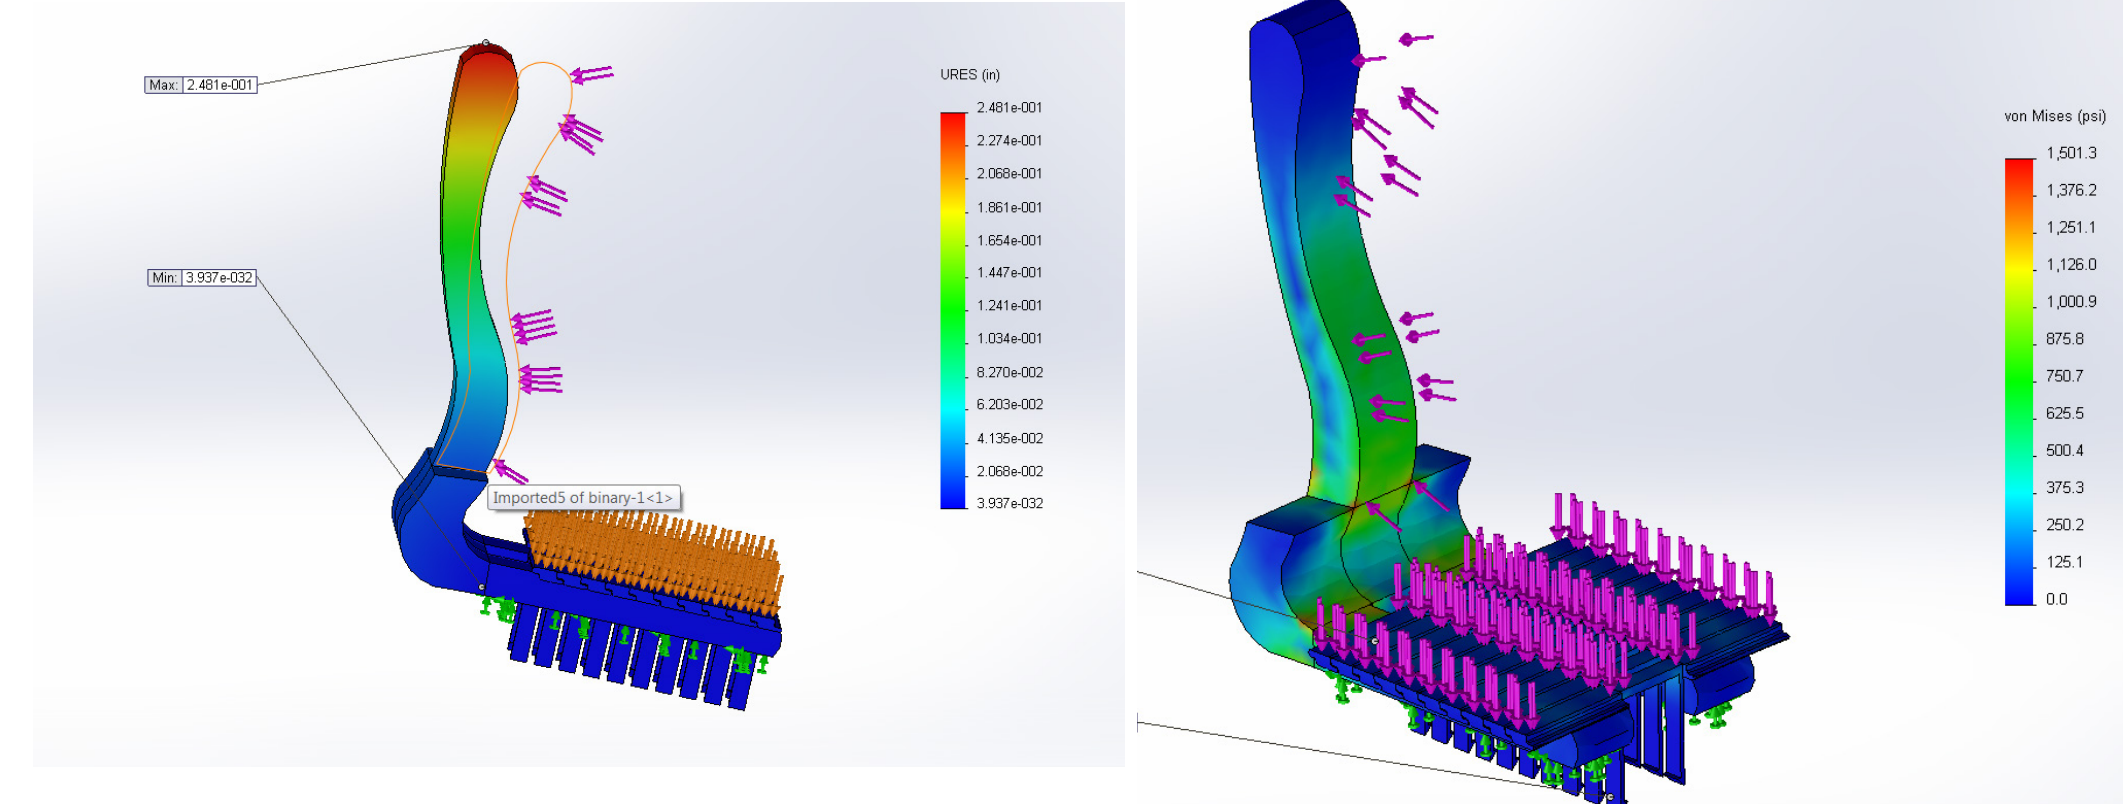 Max: 2.481e-001
Min: 3.937e-032
Imported5 of binary-1<1>
URES (in)
2.481e-001
2.274e-001
2.068e-001
1.861e-001
1.654e-001
1.447e-001
1.241e-001
1.034e-001
8.270e-002
6.203e-002
4.135e-002
2.068e-002
3.937e-032
von Mises (psi)
1,501.3
1,376.2
1,251.1
1,126.0
1,000.9
875.8
750.7
625.5
500.4
375.3
250.2
125.1
0.0